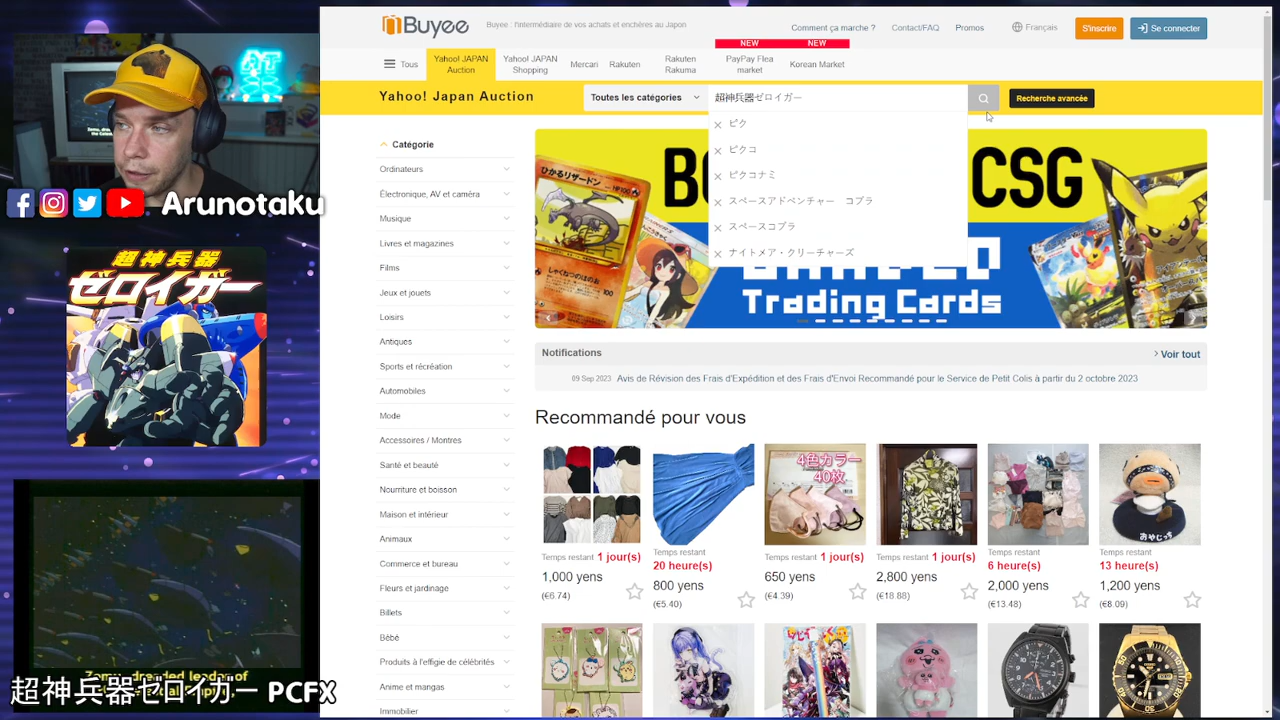 Buyee
Buyee : l'intermédiaire de vos achats et enchères au Japon
Comment ça marche ?
Contact/FAQ
Promos
Français
S'inscrire
Se connecter
NEW
NEW
Tous
Yahoo! JAPAN
Auction
Yahoo! JAPAN
Shopping
Mercari
Rakuten
Rakuten
Rakuma
PayPay Flea
market
Korean Market
Yahoo! Japan Auction
Toutes les catégories
超神兵器ゼロイガー
Recherche avancée
ピク
ピクコ
ピクコナミ
スペースアドベンチャー　コブラ
スペースコブラ
ナイトメア・クリーチャーズ
Arunotaku
超神兵器
ゼロイガー
Catégorie
Ordinateurs
Électronique, AV et caméra
Musique
Livres et magazines
Films
Jeux et jouets
Loisirs
Antiques
Sports et récréation
Automobiles
Mode
Accessoires / Montres
Santé et beauté
Nourriture et boisson
Maison et intérieur
Animaux
Commerce et bureau
Fleurs et jardinage
Billets
Bébé
Produits à l'effigie de célébrités
Anime et mangas
Immobilier
CSG
Trading Cards
ひかるリザードン
Notifications
Voir tout
09 Sep 2023
Avis de Révision des Frais d'Expédition et des Frais d'Envoi Recommandé pour le Service de Petit Colis à partir du 2 octobre 2023
Recommandé pour vous
4色カラー
40枚
おやじっち
Temps restant 1 jour(s)
1,000 yens
(€6.74)
Temps restant
20 heure(s)
800 yens
(€5.40)
Temps restant 1 jour(s)
650 yens
(€4.39)
Temps restant 1 jour(s)
2,800 yens
(€18.88)
Temps restant
6 heure(s)
2,000 yens
(€13.48)
Temps restant
13 heure(s)
1,200 yens
(€8.09)
超神兵器ゼロイガー PCFX